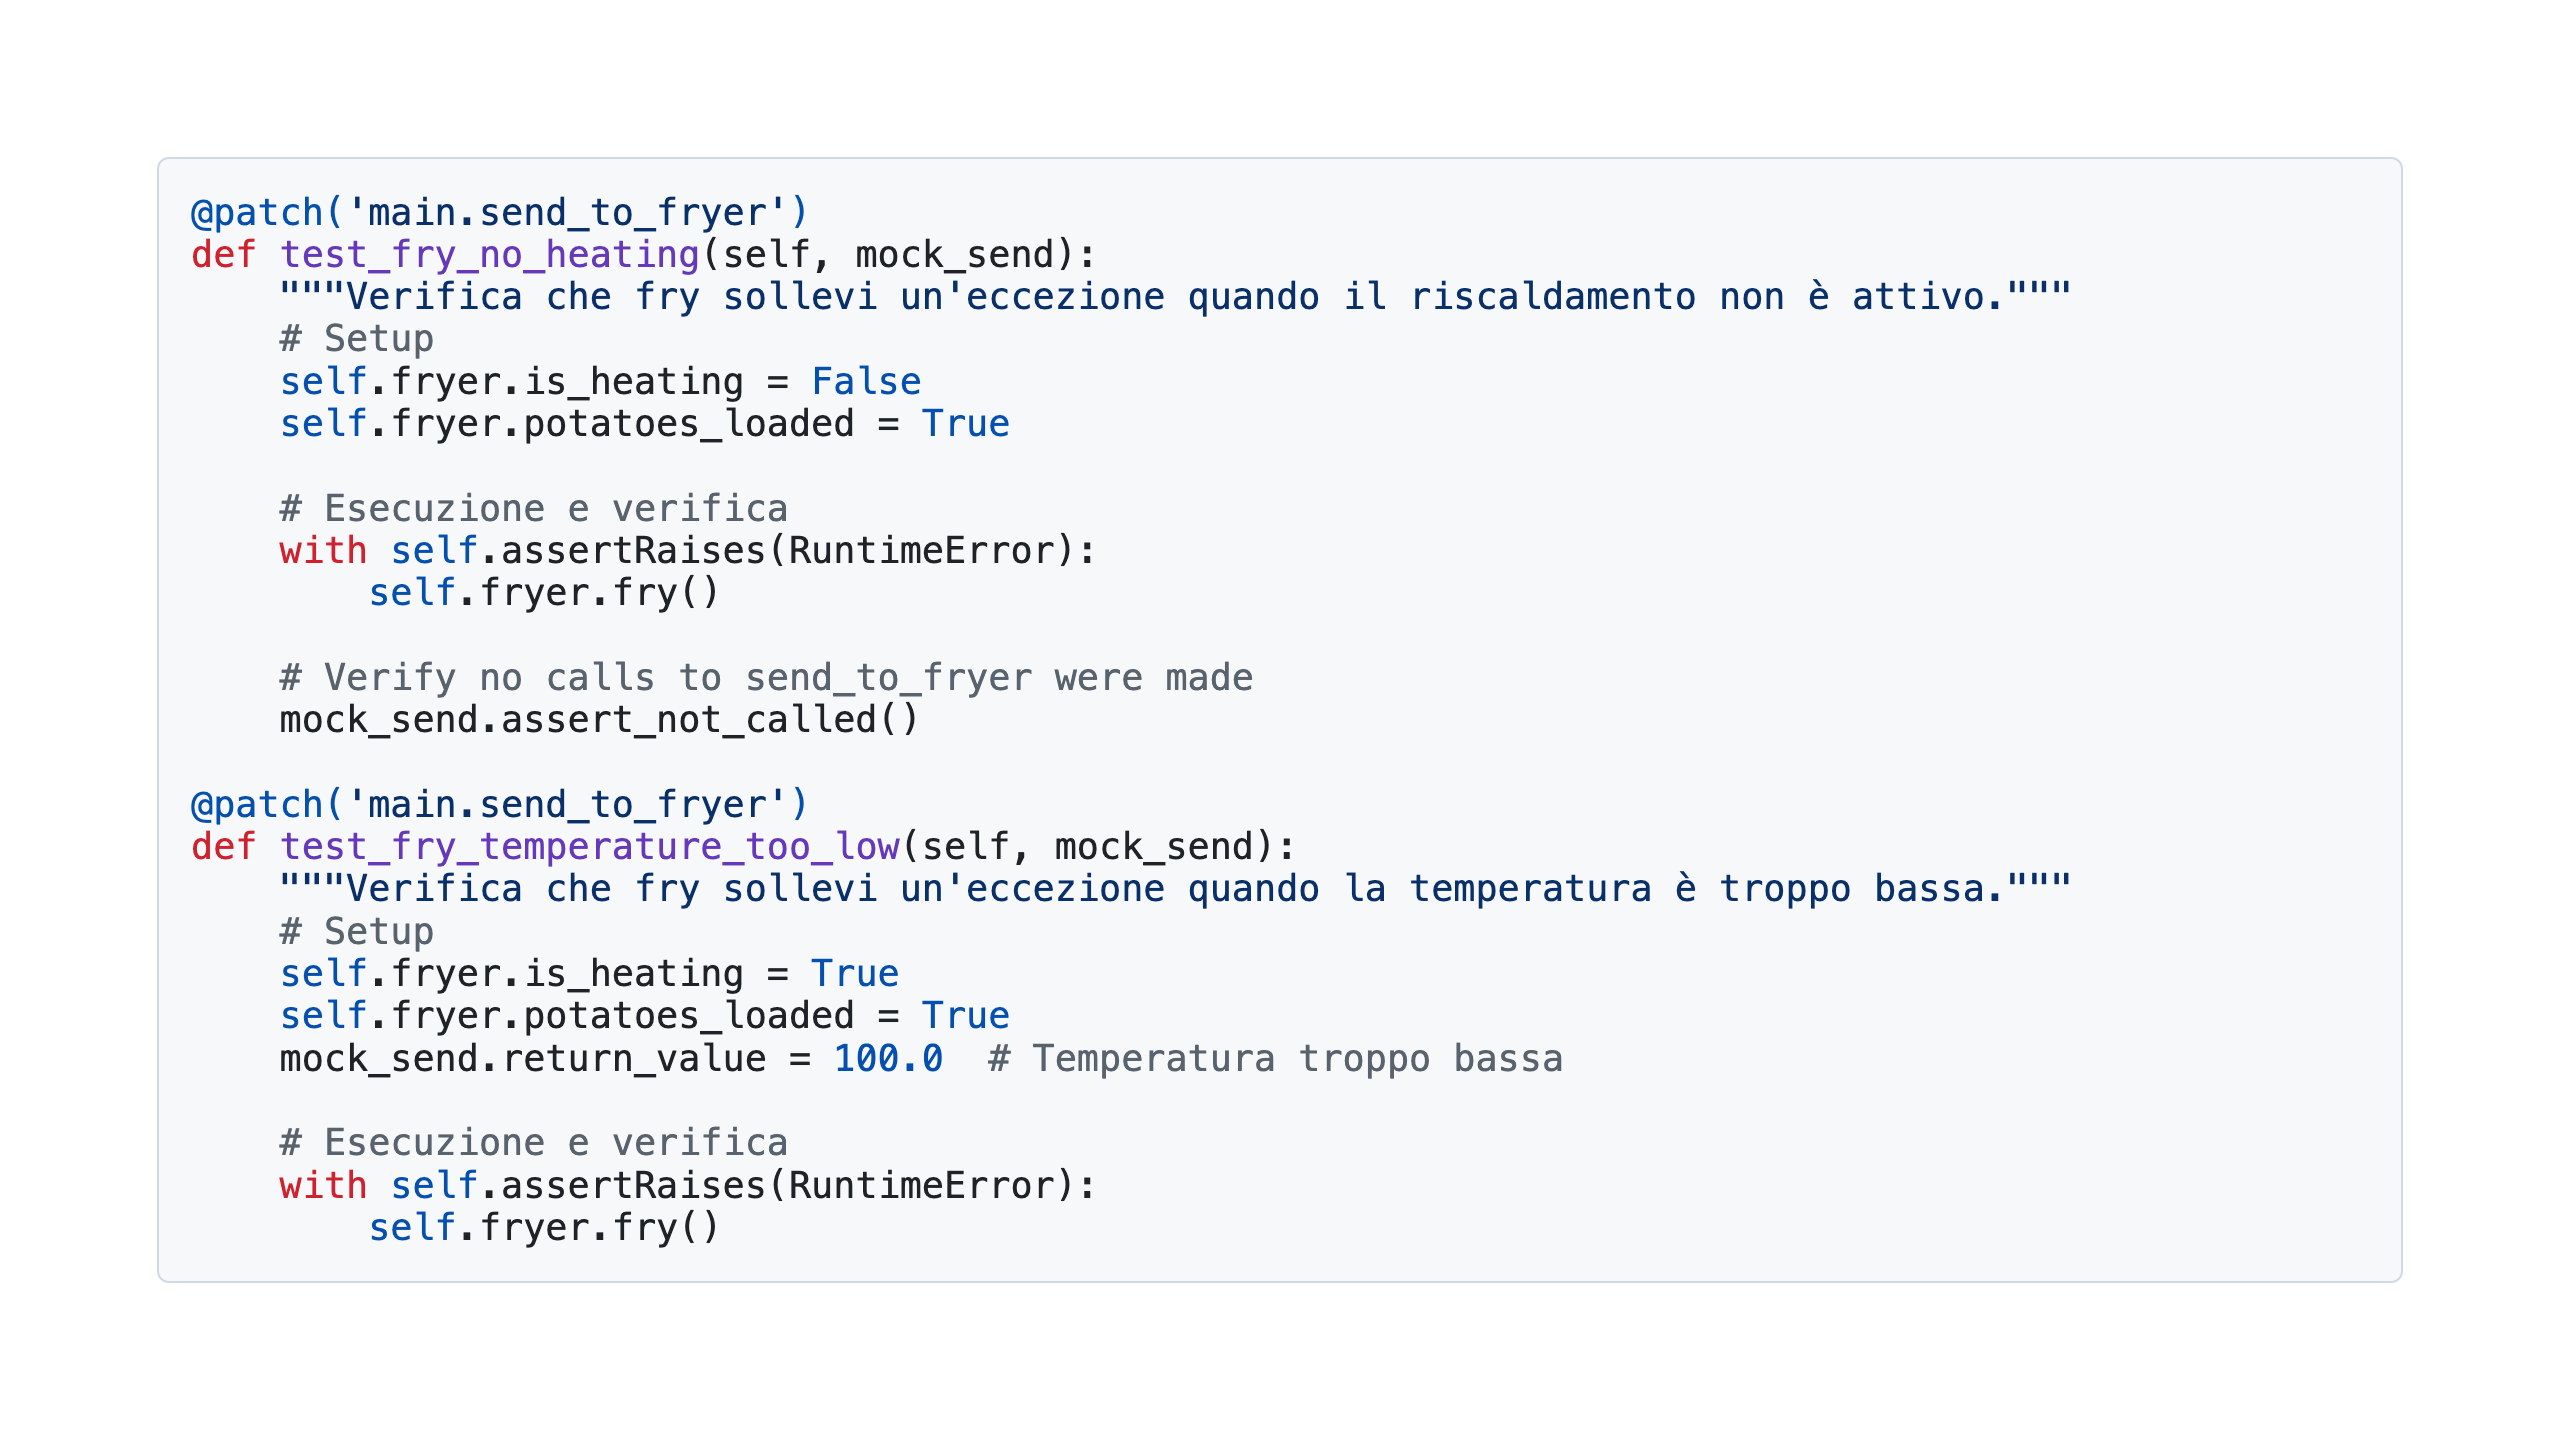 @patch('main.send_to_fryer')
def test_fry_no_heating(self, mock_send):
    """Verifica che fry sollevi un'eccezione quando il riscaldamento non è attivo."""
    # Setup
    self.fryer.is_heating = False
    self.fryer.potatoes_loaded = True

    # Esecuzione e verifica
    with self.assertRaises(RuntimeError):
        self.fryer.fry()

    # Verify no calls to send_to_fryer were made
    mock_send.assert_not_called()

@patch('main.send_to_fryer')
def test_fry_temperature_too_low(self, mock_send):
    """Verifica che fry sollevi un'eccezione quando la temperatura è troppo bassa."""
    # Setup
    self.fryer.is_heating = True
    self.fryer.potatoes_loaded = True
    mock_send.return_value = 100.0  # Temperatura troppo bassa

    # Esecuzione e verifica
    with self.assertRaises(RuntimeError):
        self.fryer.fry()